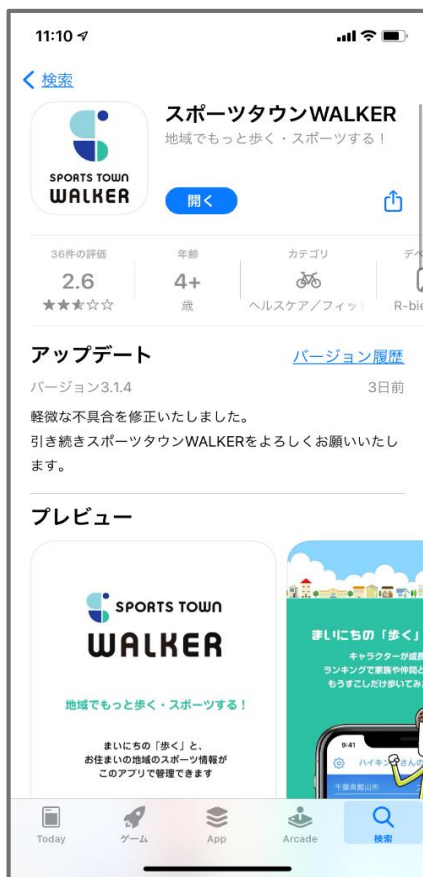 11:10
検索
SPORTS TOWN
WALKER
スポーツタウンWALKER
地域でもっと歩く・スポーツする！
開く
36件の評価
2.6
年齢
4+
歳
カテゴリ
ヘルスケア／フィッ
デベ
R-bie
アップデート
バージョン履歴
バージョン3.1.4
3日前
軽微な不具合を修正いたしました。
引き続きスポーツタウンWALKERをよろしくお願いいたし
ます。
プレビュー
SPORTS TOWN
WALKER
地域でもっと歩く・スポーツする！
まいにちの「歩く」と、
お住まいの地域のスポーツ情報が
このアプリで管理できます
まいにちの「歩く」
キャラクターが成長
ランキングで家族や仲間と
もうすこしだけ歩いてみ
9:41
ハイキン
さんの
千葉県館山市
Today
ゲーム
App
Arcade
検索